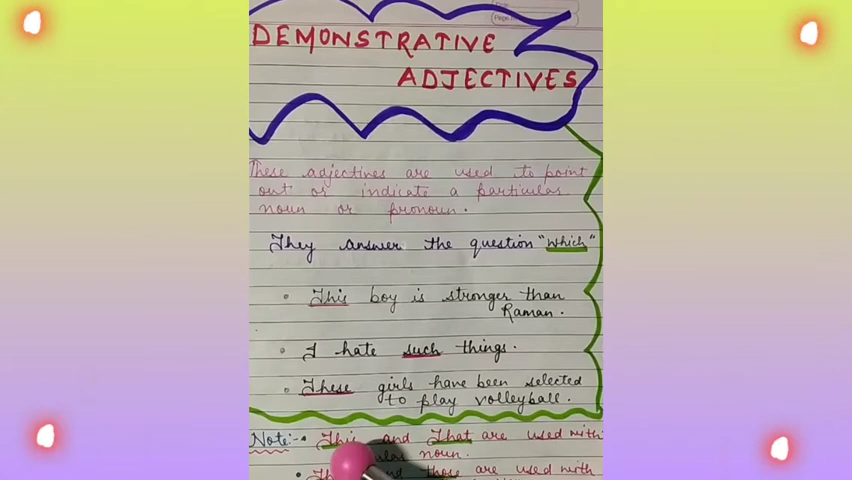 DEMONSTRATIVE
ADJECTIVES
These adjectives are used to point
out or indicate a particular
noun or pronoun.
They answer the question "which"
• This boy is stronger than
Raman.
• I hate such things.
• These girls have been selected
to play volleyball.
Note:- • This and That are used with
noun.
• those are used with